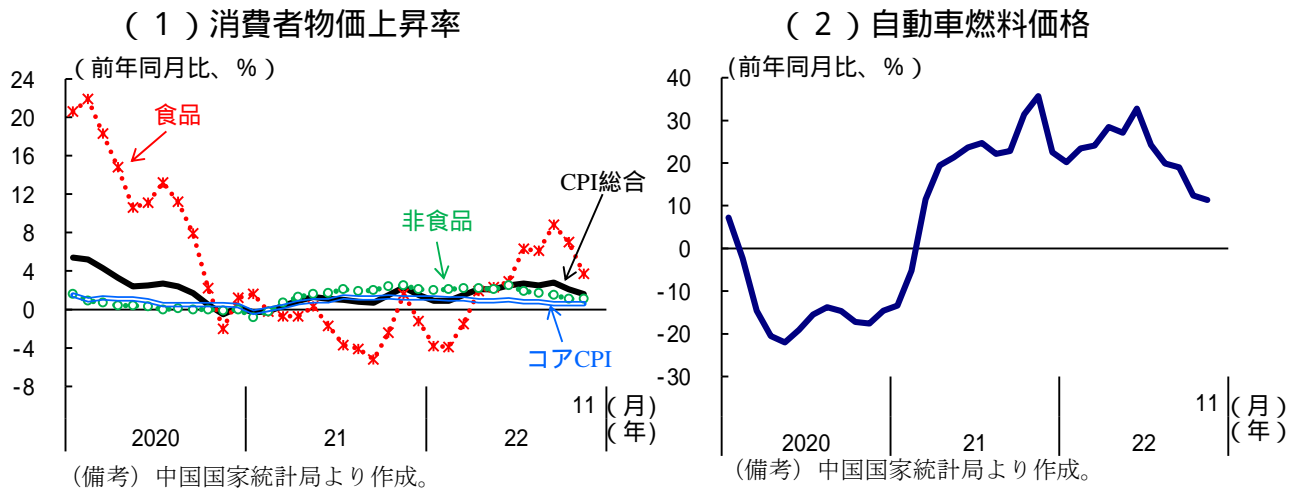 （１）消費者物価上昇率
(前年同月比、％）
24
20
16
12
8
4
0
-4
-8
食品
CPI総合
非食品
コアCPI
11
（月）
2020
21
22
（年）
（備考）中国国家統計局より作成。
（２）自動車燃料価格
(前年同月比、％）
40
30
20
10
0
-10
-20
-30
11
（月）
2020
21
22
（年）
（備考）中国国家統計局より作成。